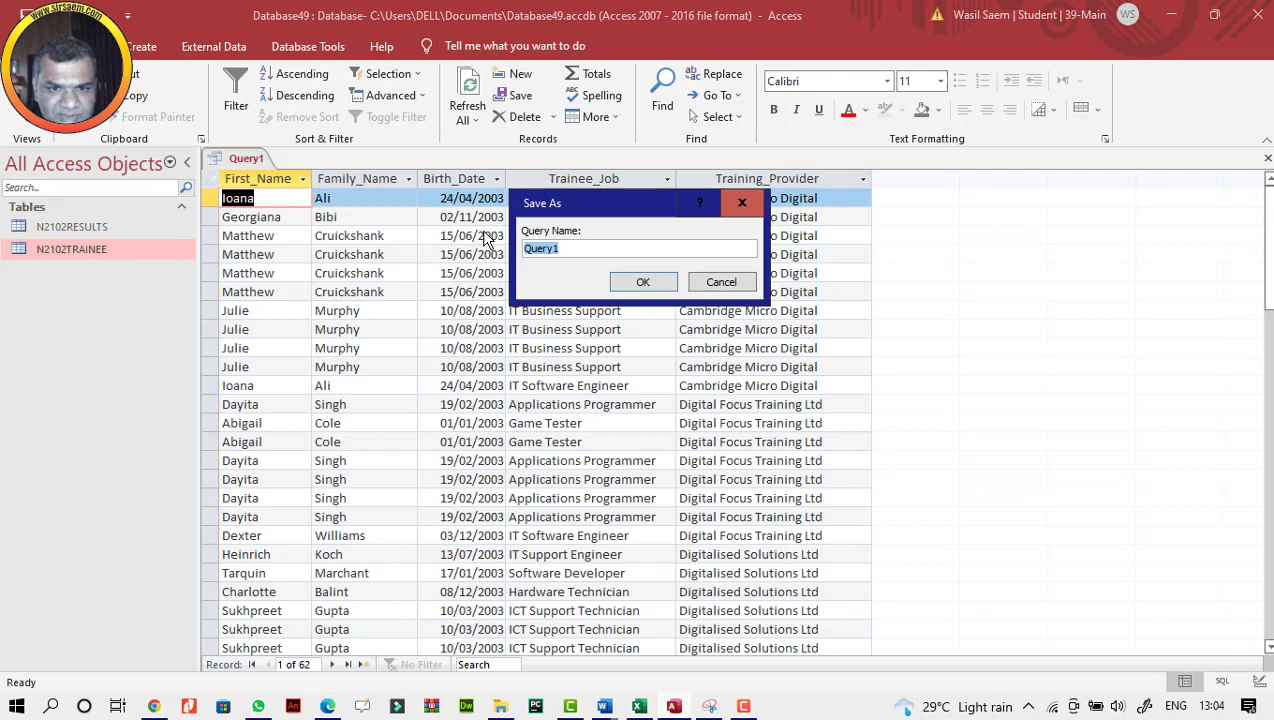 www.sirsaem.com
Database49 : Database- C:\Users\DELL\Documents\Database49.accdb (Access 2007 - 2016 file format) - Access
Wasil Saem | Student | 39-Main
WS
Create
External Data
Database Tools
Help
Tell me what you want to do
Copy
Format Painter
Views
Clipboard
Filter
Ascending
Descending
Remove Sort
Selection
Advanced
Toggle Filter
Sort & Filter
Refresh
All
New
Save
Delete
Totals
Spelling
More
Records
Find
Replace
Go To
Select
Find
Calibri
11
B
I
U
A
Text Formatting
All Access Objects
Search...
Tables
N2102RESULTS
N2102TRAINEE
Query1
First_Name Family_Name Birth_Date Trainee_Job Training_Provider
Ioana Ali 24/04/2003 o Digital
Georgiana Bibi 02/11/2003 o Digital
Matthew Cruickshank 15/06/2003 o Digital
Matthew Cruickshank 15/06/2003 o Digital
Matthew Cruickshank 15/06/2003 o Digital
Matthew Cruickshank 15/06/2003 o Digital
Julie Murphy 10/08/2003 IT Business Support Cambridge Micro Digital
Julie Murphy 10/08/2003 IT Business Support Cambridge Micro Digital
Julie Murphy 10/08/2003 IT Business Support Cambridge Micro Digital
Julie Murphy 10/08/2003 IT Business Support Cambridge Micro Digital
Ioana Ali 24/04/2003 IT Software Engineer Cambridge Micro Digital
Dayita Singh 19/02/2003 Applications Programmer Digital Focus Training Ltd
Abigail Cole 01/01/2003 Game Tester Digital Focus Training Ltd
Abigail Cole 01/01/2003 Game Tester Digital Focus Training Ltd
Dayita Singh 19/02/2003 Applications Programmer Digital Focus Training Ltd
Dayita Singh 19/02/2003 Applications Programmer Digital Focus Training Ltd
Dayita Singh 19/02/2003 Applications Programmer Digital Focus Training Ltd
Dayita Singh 19/02/2003 Applications Programmer Digital Focus Training Ltd
Dexter Williams 03/12/2003 IT Support Engineer Digital Focus Training Ltd
Heinrich Koch 13/07/2003 IT Support Engineer Digitalised Solutions Ltd
Tarquin Marchant 17/01/2003 Software Developer Digitalised Solutions Ltd
Charlotte Balint 08/12/2003 Hardware Technician Digitalised Solutions Ltd
Sukhpreet Gupta 10/03/2003 ICT Support Technician Digitalised Solutions Ltd
Sukhpreet Gupta 10/03/2003 ICT Support Technician Digitalised Solutions Ltd
Sukhpreet Gupta 10/03/2003 ICT Support Technician Digitalised Solutions Ltd
Save As
?
Query Name:
Query1
OK
Cancel
Record: 1 of 62
No Filter
Search
Ready
SQL
An
Dw
PC
29°C Light rain
ENG
13:04